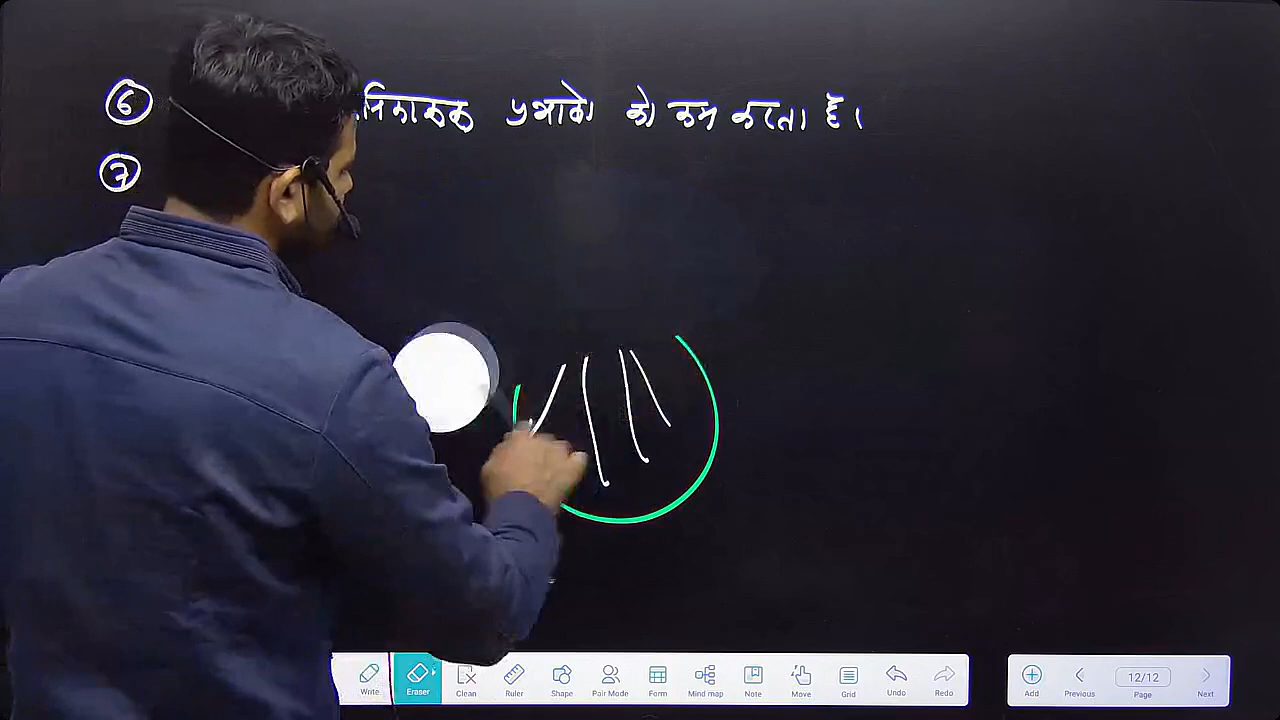 6 प्रभावों को कम करता है।
7
Write Eraser Clean Ruler Shape Pair Mode Form Mind map Note Move Grid Undo Redo Add Previous 12/12 Page Next